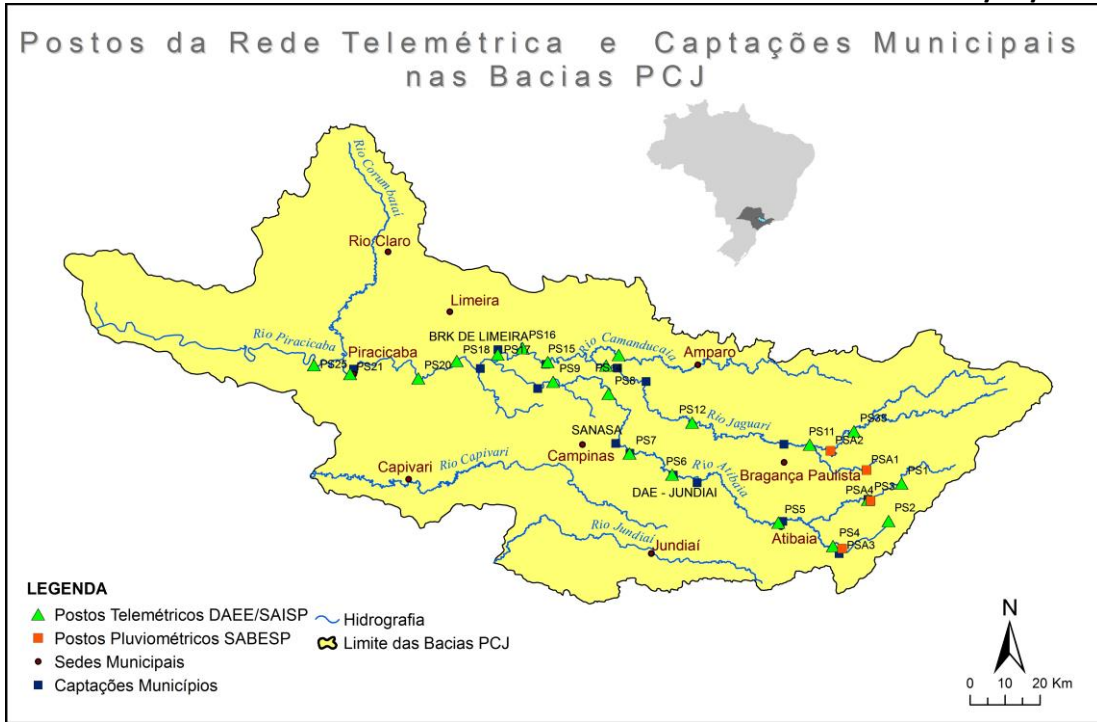 Postos da Rede Telemétrica e Captações Municipais
nas Bacias PCJ
Rio Corumbataí
Rio Claro
Limeira
BRK DE LIMEIRA
PS16
PS18
PS17
PS15
Rio Camanducaia
Amparo
Rio Piracicaba
Piracicaba
PS23
PS21
PS20
PS9
PS8
PS12
Rio Jaguari
PS11
PS38
PSA2
PSA1
PS1
SANASA
Campinas
PS7
PS6
Rio Atibaia
Bragança Paulista
PSA4
PS3
PS2
DAE - JUNDIAI
PS5
Atibaia
PS4
PSA3
Capivari
Rio Capivari
Rio Jundiaí
Jundiaí
LEGENDA
Postos Telemétricos DAEE/SAISP
Hidrografia
Postos Pluviométricos SABESP
Limite das Bacias PCJ
Sedes Municipais
Captações Municípios
N
0 10 20 Km